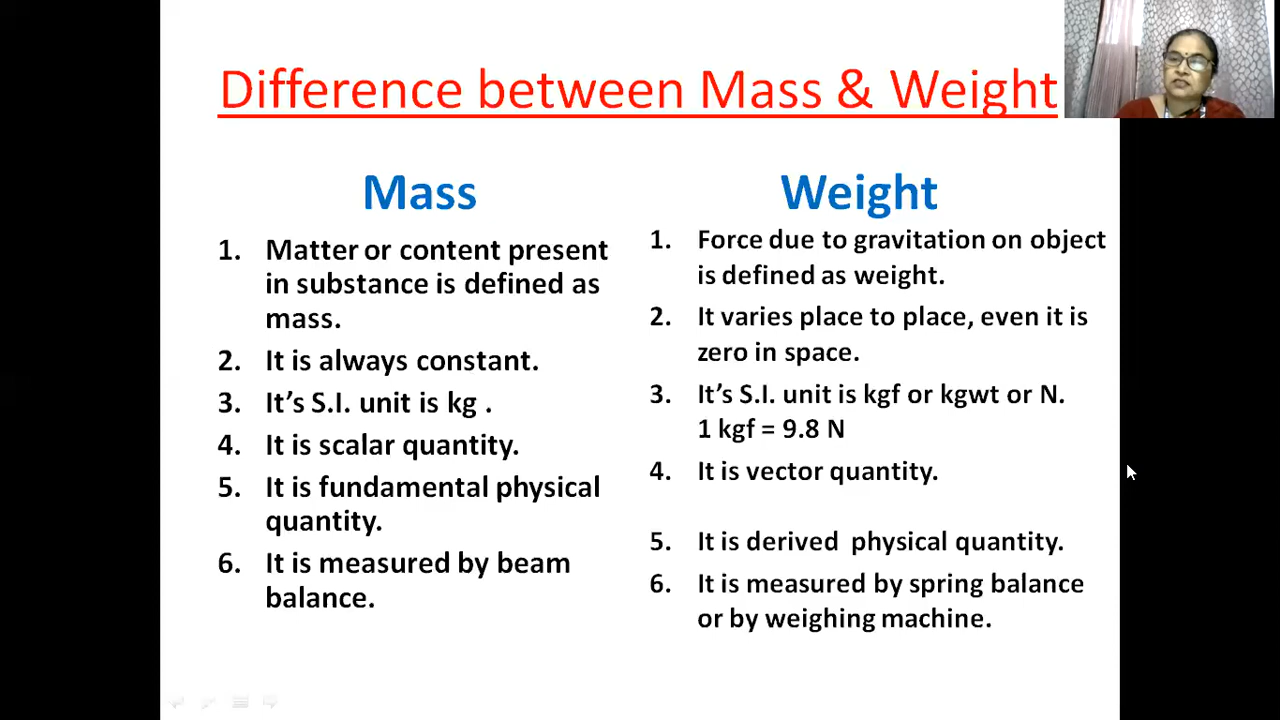 Difference between Mass & Weight
Mass
1. Matter or content present
in substance is defined as
mass.
2. It is always constant.
3. It’s S.I. unit is kg .
4. It is scalar quantity.
5. It is fundamental physical
quantity.
6. It is measured by beam
balance.
Weight
1. Force due to gravitation on object
is defined as weight.
2. It varies place to place, even it is
zero in space.
3. It’s S.I. unit is kgf or kgwt or N.
1 kgf = 9.8 N
4. It is vector quantity.
5. It is derived  physical quantity.
6. It is measured by spring balance
or by weighing machine.